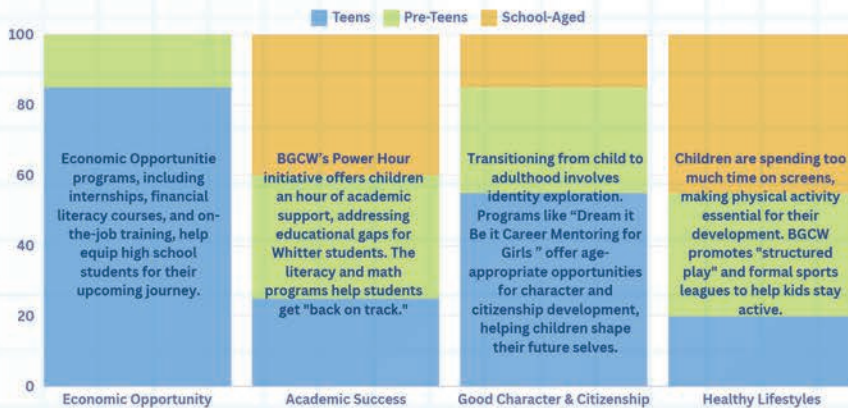 Teens Pre-Teens School-Aged
100
80
60
40
20
0
Economic Opportunitie
programs, including
internships, financial
literacy courses, and on-
the-job training, help
equip high school
students for their
upcoming journey.
BGCW's Power Hour
initiative offers children
an hour of academic
support, addressing
educational gaps for
Whitter students. The
literacy and math
programs help students
get "back on track."
Transitioning from child to
adulthood involves
identity exploration.
Programs like “Dream it
Be it Career Mentoring for
Girls ” offer age-
appropriate opportunities
for character and
citizenship development,
helping children shape
their future selves.
Children are spending too
much time on screens,
making physical activity
essential for their
development. BGCW
promotes "structured
play" and formal sports
leagues to help kids stay
active.
Economic Opportunity
Academic Success
Good Character & Citizenship
Healthy Lifestyles